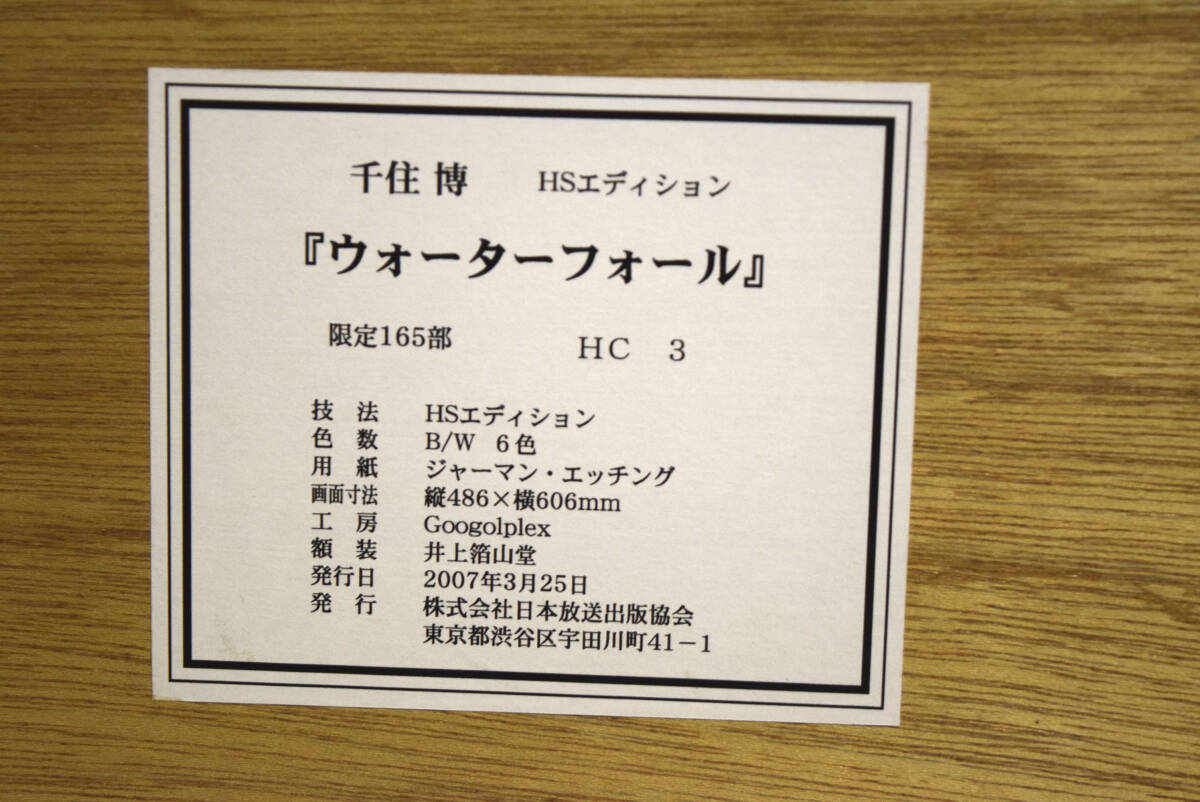 千住 博　　HSエディション
『ウォーターフォール』
限定165部　　HC　3
技　法　HSエディション
色　数　B/W　6色
用　紙　ジャーマン・エッチング
画面寸法　縦486×横606mm
工　房　Googolplex
額　装　井上箔山堂
発行日　2007年3月25日
発　行　株式会社日本放送出版協会
東京都渋谷区宇田川町41－1